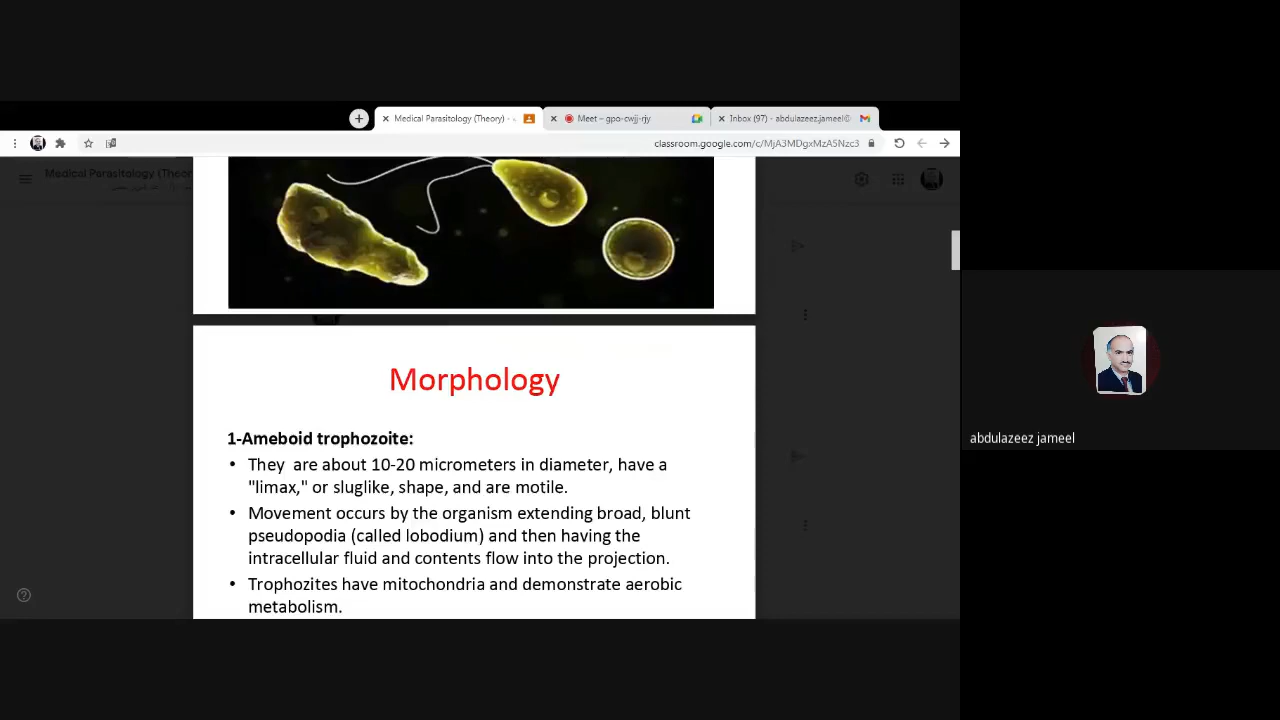 Medical Parasitology (Theory) -
Meet – gpo-cwjj-rjy
Inbox (97) - abdulazeez.jameel@
classroom.google.com/c/MjA3MDgxMzA5Nzc3
Medical Parasitology (Theor
Morphology
1-Ameboid trophozoite:
• They are about 10-20 micrometers in diameter, have a
"limax," or sluglike, shape, and are motile.
• Movement occurs by the organism extending broad, blunt
pseudopodia (called lobodium) and then having the
intracellular fluid and contents flow into the projection.
• Trophozites have mitochondria and demonstrate aerobic
metabolism.
abdulazeez jameel